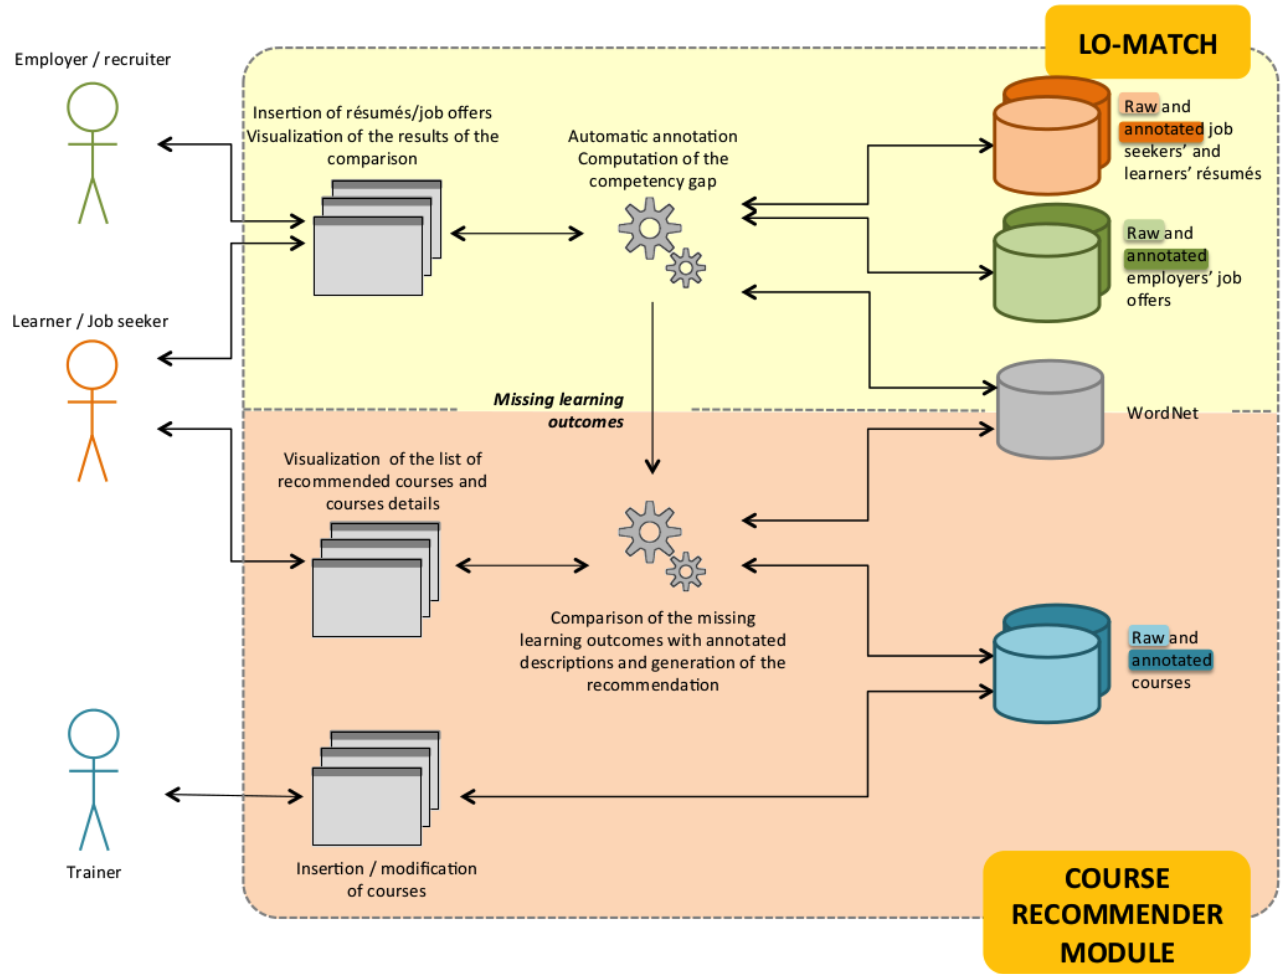 LO-MATCH
Employer / recruiter
Insertion of résumés/job offers
Visualization of the results of the
comparison
Automatic annotation
Computation of the
competency gap
Raw and
annotated job
seekers' and
learners' résumés
Raw and
annotated
employers' job
offers
Learner / Job seeker
Missing learning
outcomes
WordNet
Visualization of the list of
recommended courses and
courses details
Comparison of the missing
learning outcomes with annotated
descriptions and generation of the
recommendation
Raw and
annotated
courses
Trainer
Insertion / modification
of courses
COURSE
RECOMMENDER
MODULE